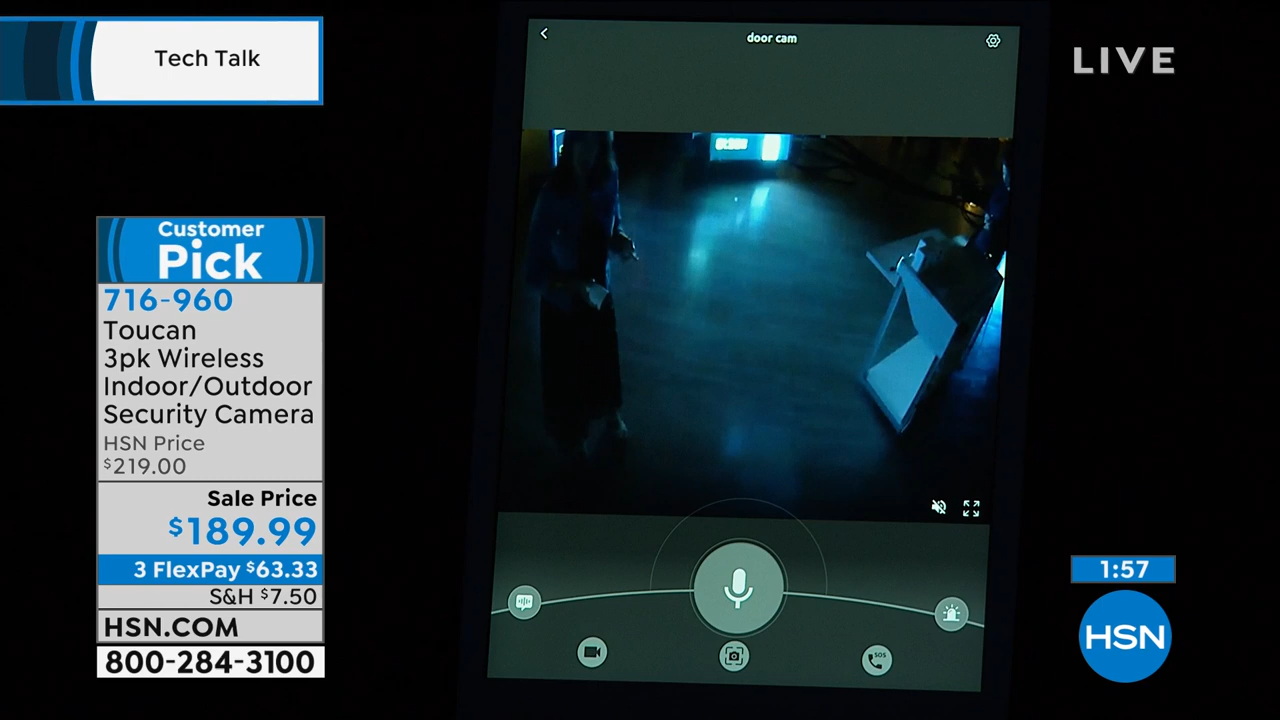 Tech Talk
LIVE
door cam
Customer
Pick
716-960
Toucan
3pk Wireless
Indoor/Outdoor
Security Camera
HSN Price
$219.00
Sale Price
$189.99
3 FlexPay $63.33
S&H $7.50
HSN.COM
800-284-3100
SOS
1:57
HSN